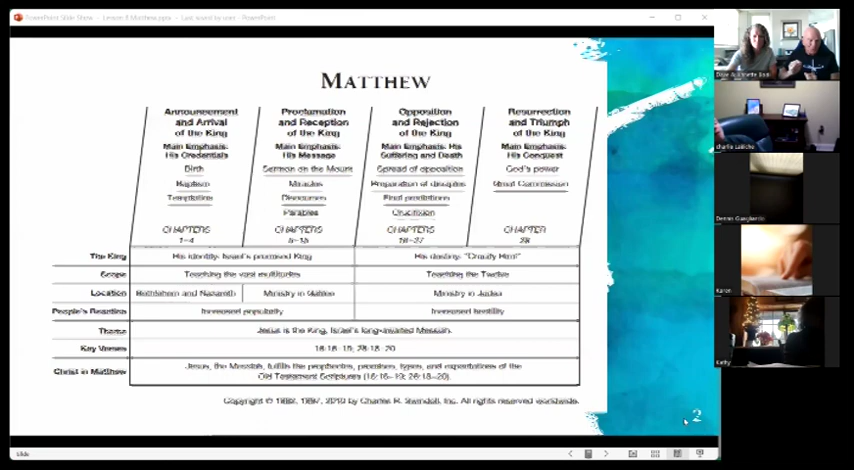 PowerPoint Slide Show - Lesson 8 Matthew.pptx - Last saved by user - PowerPoint
MATTHEW
Announcement
and Arrival
of the King
Main Emphasis:
His Credentials
Birth
Baptism
Temptation
CHAPTERS
1–4
Proclamation
and Reception
of the King
Main Emphasis:
His Message
Sermon on the Mount
Miracles
Discourses
Parables
CHAPTERS
5–15
Opposition
and Rejection
of the King
Main Emphasis: His
Suffering and Death
Spread of opposition
Preparation of disciples
Final predictions
Crucifixion
CHAPTERS
16–27
Resurrection
and Triumph
of the King
Main Emphasis:
His Conquest
God's power
Great Commission
CHAPTER
28
The King His identity: Israel's promised King His destiny: "Crucify Him!"
Scope Teaching the vast multitudes Teaching the Twelve
Location Bethlehem and Nazareth Ministry in Galilee Ministry in Judea
People's Reaction Increased popularity Increased hostility
Theme Jesus is the King, Israel's long-awaited Messiah.
Key Verses 16:16–19; 28:18–20
Christ in Matthew Jesus, the Messiah, fulfills the prophecies, promises, types, and expectations of the
Old Testament Scriptures (16:16–19; 28:18–20).
Copyright © 1997, 2010 by Charles R. Swindoll, Inc. All rights reserved worldwide.
2
Slide
charlie LaBiche
Karen
Kathy